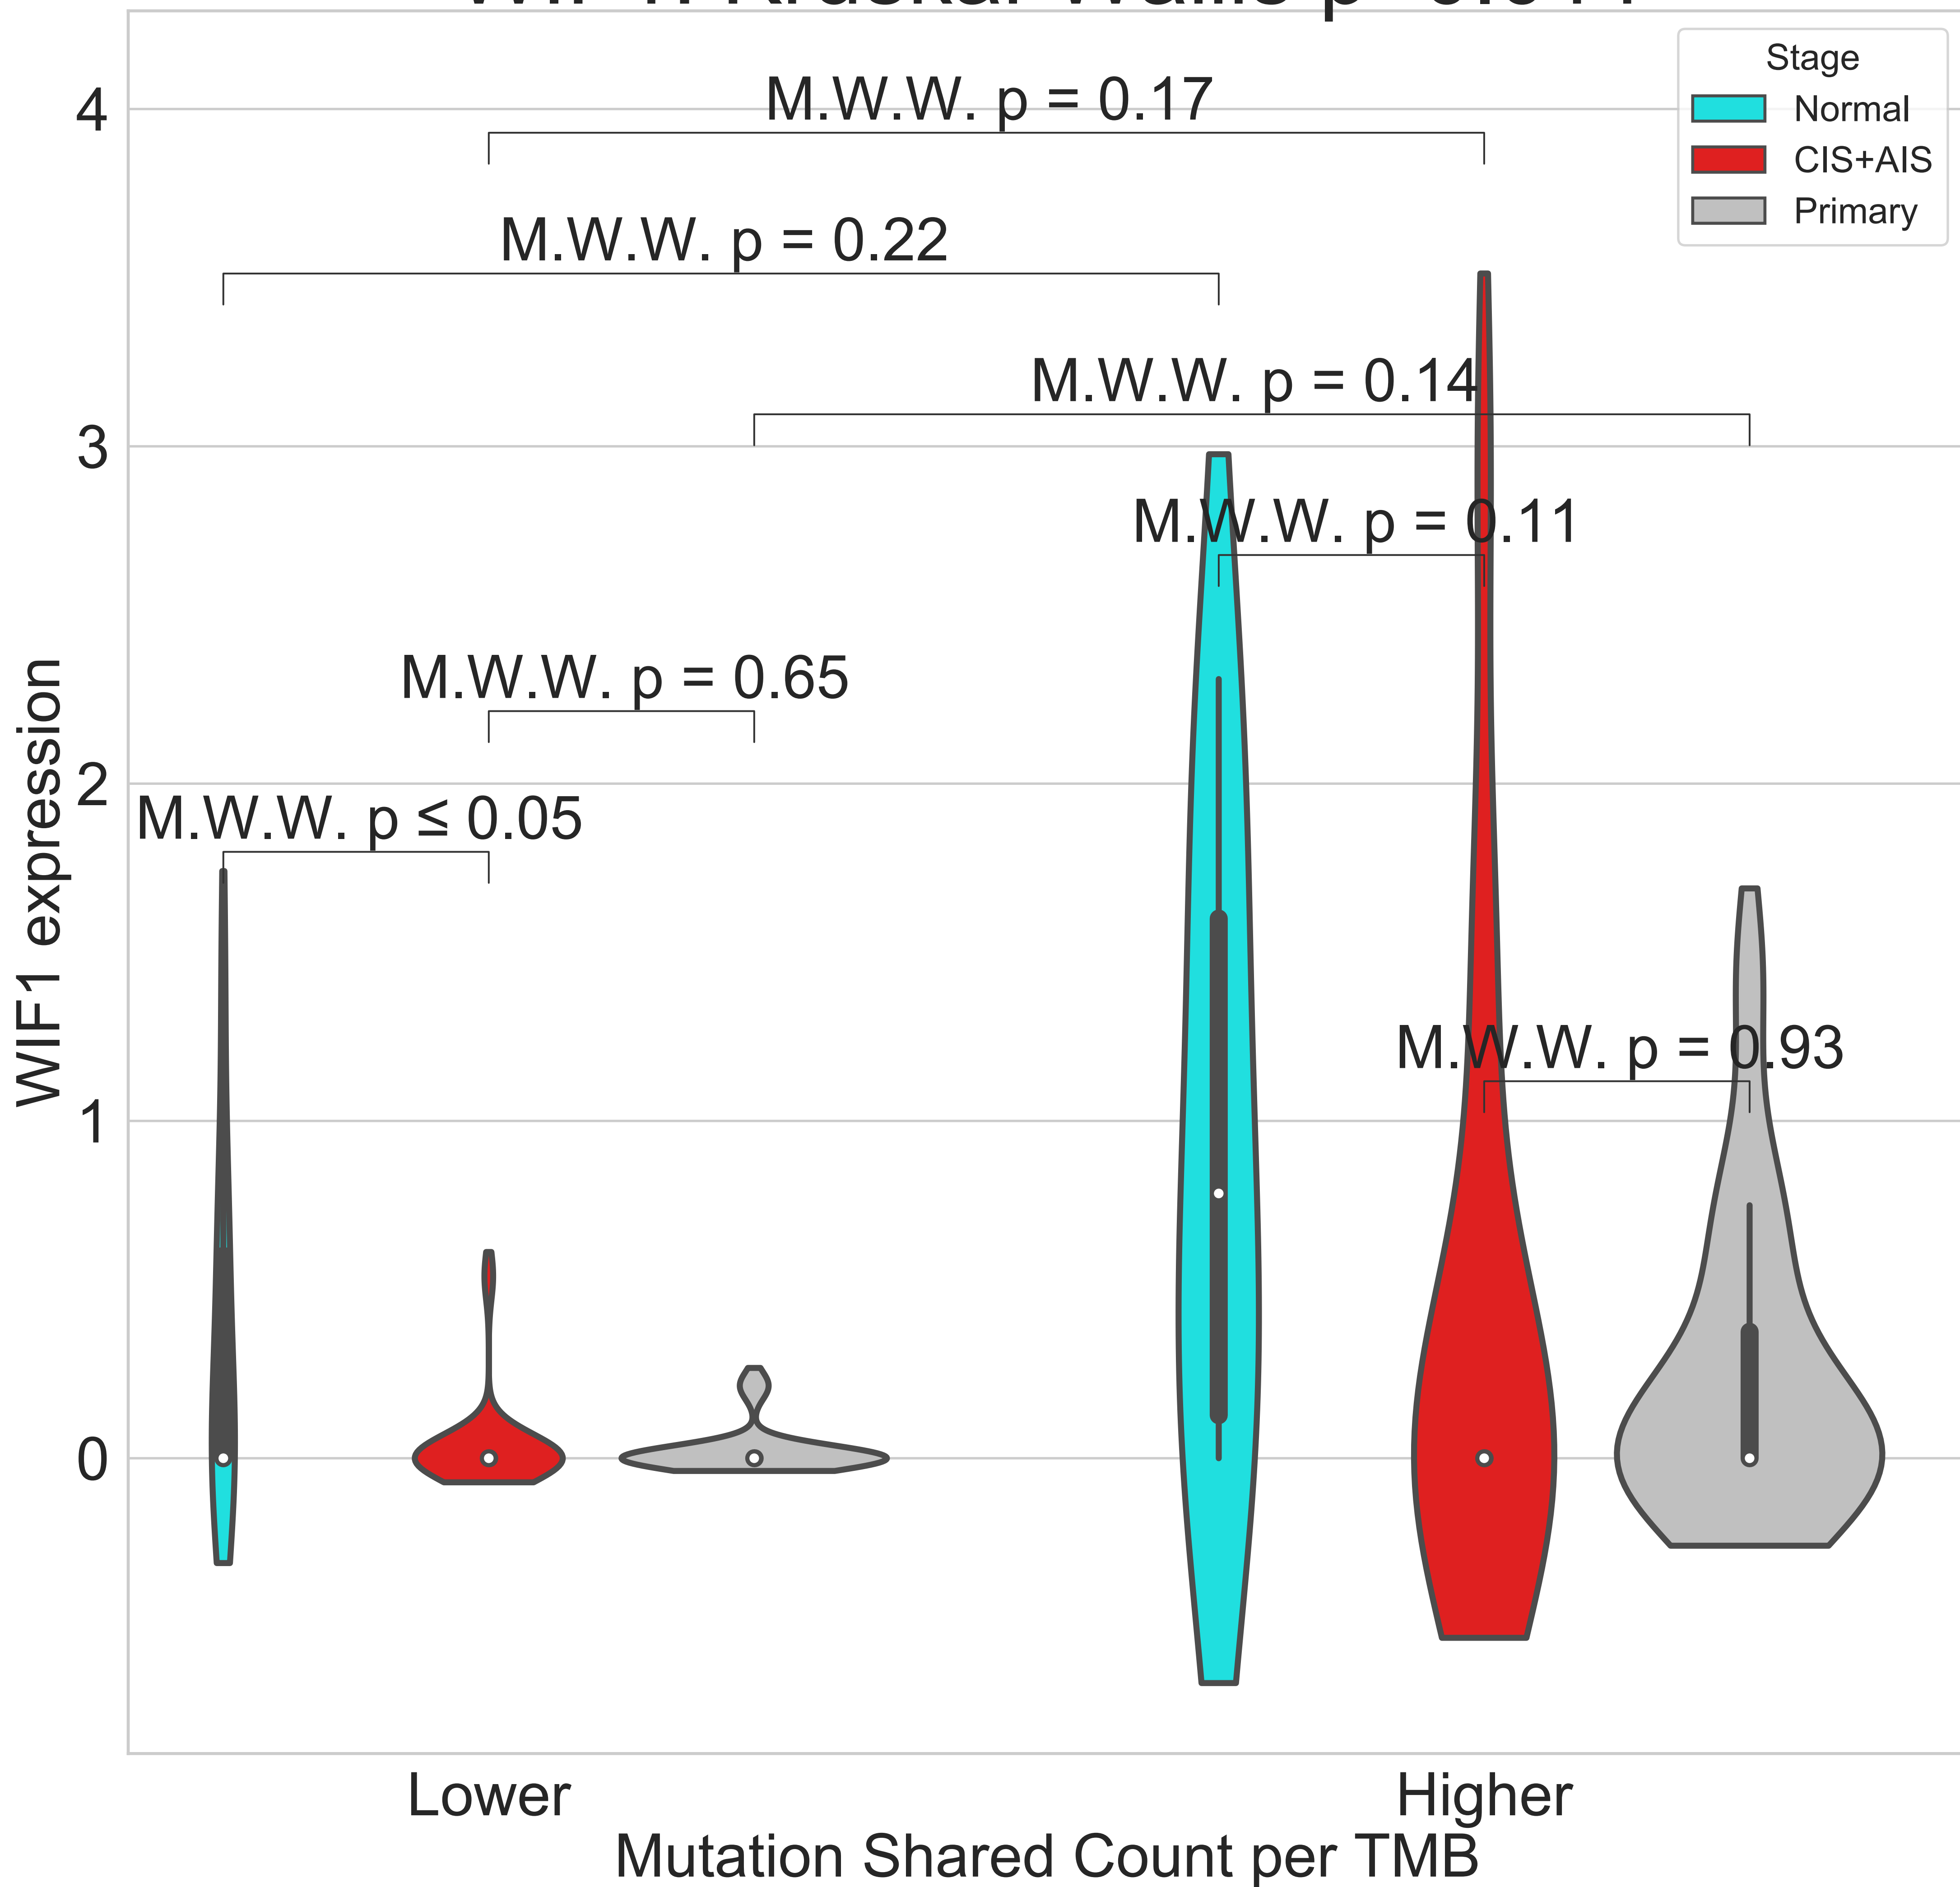 Stage
Normal
CIS+AIS
Primary
4
3
2
1
0
WIF1 expression
M.W.W. p = 0.17
M.W.W. p = 0.22
M.W.W. p = 0.14
M.W.W. p = 0.11
M.W.W. p = 0.65
M.W.W. p ≤ 0.05
M.W.W. p = 0.93
Lower
Higher
Mutation Shared Count per TMB